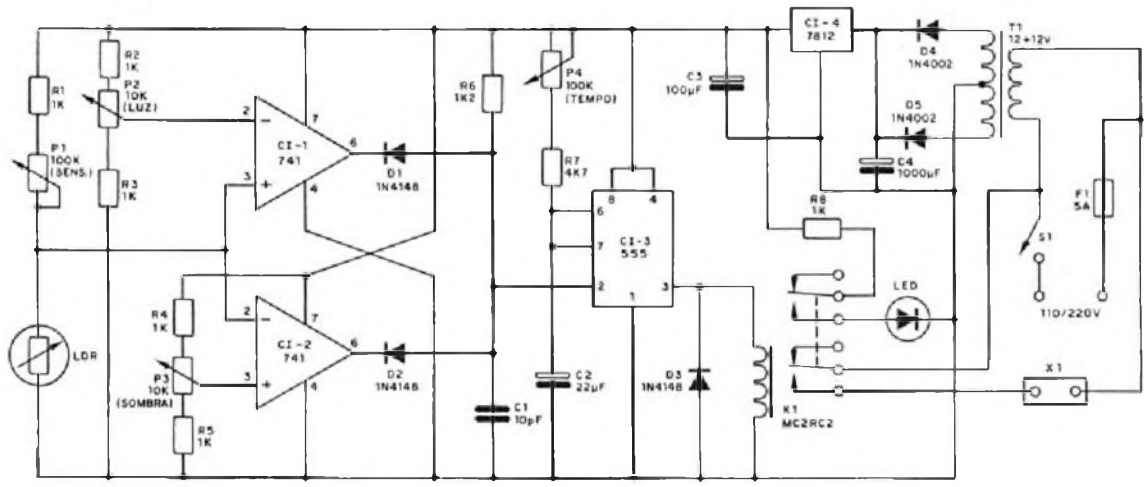 R1
1K
P1
100K
(SENS.)
LDR
R2
1K
P2
10K
(LUZ)
R3
1K
2
3
7
6
4
CI-1
741
D1
1N4148
R4
1K
P3
10K
(SOMBRA)
R5
1K
2
3
7
6
4
CI-2
741
D2
1N4148
R6
1K2
C1
10pF
P4
100K
(TEMPO)
R7
4K7
C2
22µF
8
4
6
7
2
3
1
CI-3
555
D3
1N4148
K1
MC2RC2
C3
100µF
CI-4
7812
D4
1N4002
D5
1N4002
C4
1000µF
T1
12+12V
R8
1K
LED
S1
F1
5A
110/220V
X1